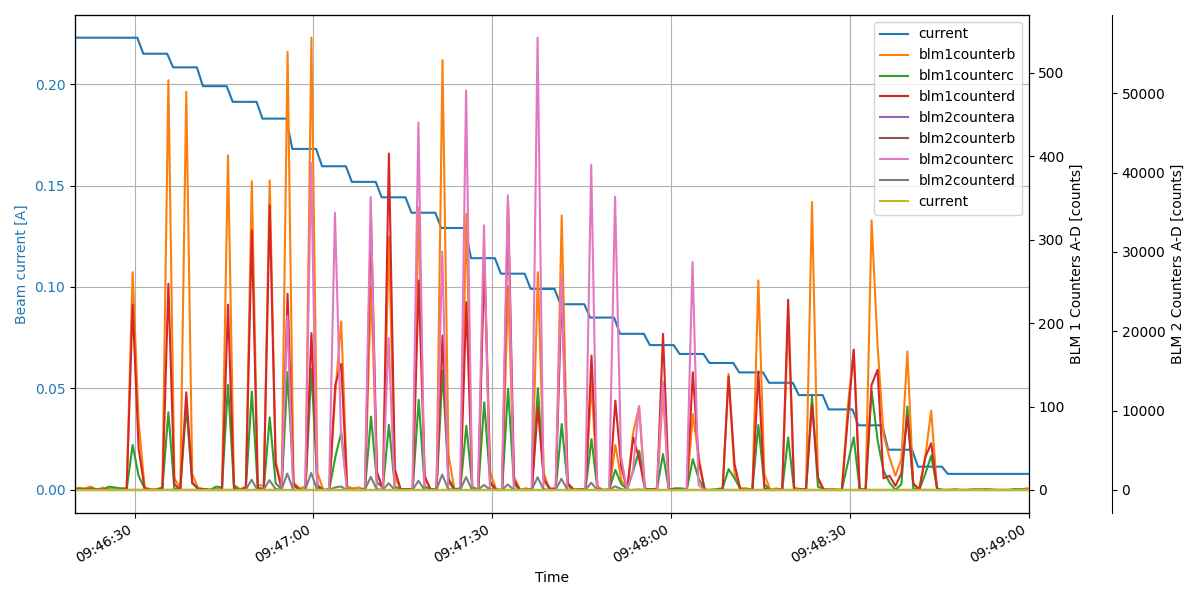 current
blm1counterb
blm1counterc
blm1counterd
blm2countera
blm2counterb
blm2counterc
blm2counterd
current
Beam current [A]
0.20
0.15
0.10
0.05
0.00
500
400
300
200
100
0
BLM 1 Counters A-D [counts]
50000
40000
30000
20000
10000
0
BLM 2 Counters A-D [counts]
09:46:30
09:47:00
09:47:30
09:48:00
09:48:30
09:49:00
Time